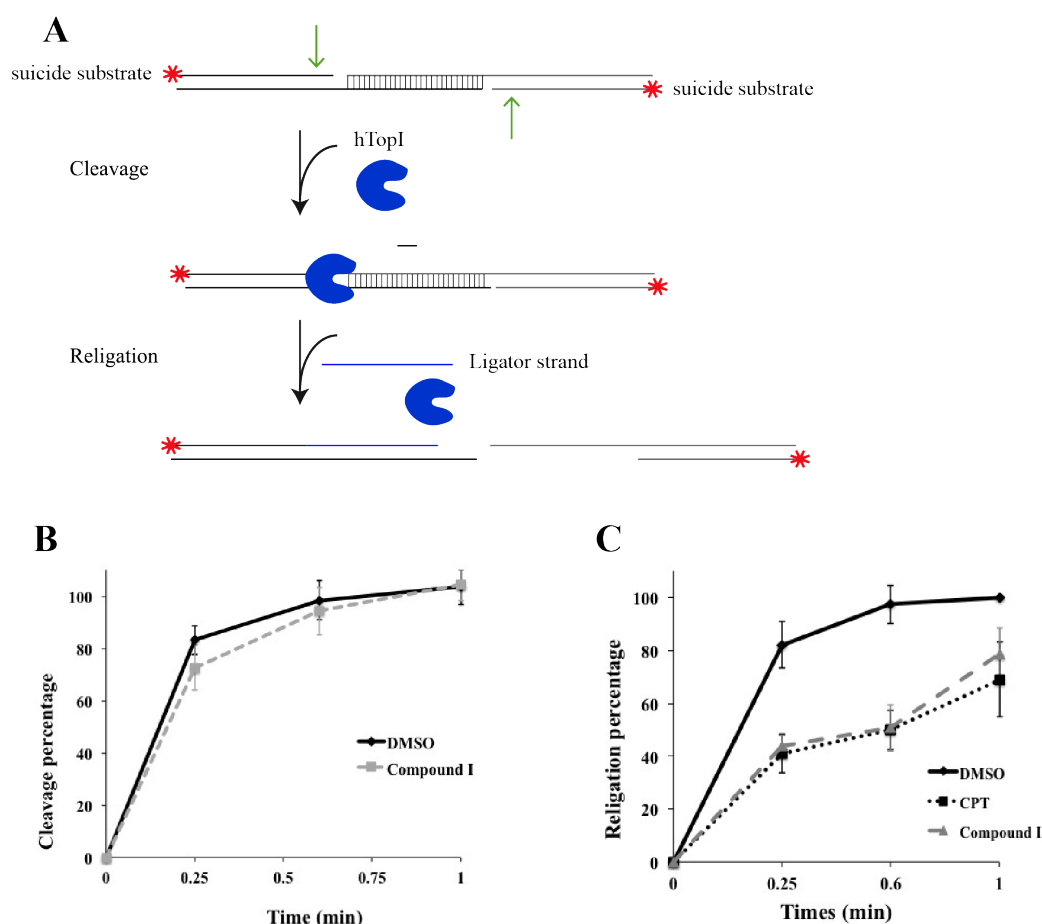 A
suicide substrate
suicide substrate
hTopI
Cleavage
Religation
Ligator strand
B
Cleavage percentage
100
80
60
40
20
0
0 0.25 0.5 0.75 1
Time (min)
DMSO
Compound I
C
Religation percentage
100
80
60
40
20
0
0 0.25 0.6 1
Times (min)
DMSO
CPT
Compound I